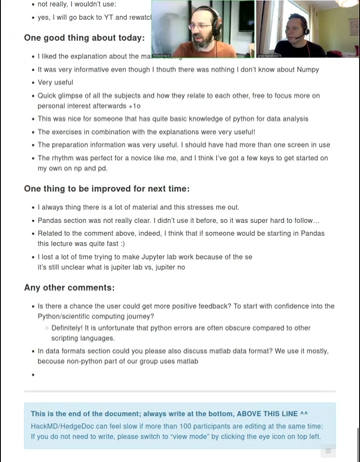 not really, I wouldn't use:
yes, I will go back to YT and rewatc
One good thing about today:
I liked the explanation about the ma
It was very informative even though I thouth there was nothing I don't know about Numpy
Very useful
Quick glimpse of all the subjects and how they relate to each other, free to focus more on
personal interest afterwards +1o
This was nice for someone that has quite basic knowledge of python for data analysis
The exercises in combination with the explanations were very useful!
The preparation information was very useful. I should have had more than one screen in use
The rhythm was perfect for a novice like me, and I think I've got a few keys to get started on
my own on np and pd.
One thing to be improved for next time:
I always thing there is a lot of material and this stresses me out.
Pandas section was not really clear. I didn't use it before, so it was super hard to follow…
Related to the comment above, indeed, I think that if someone would be starting in Pandas
this lecture was quite fast :)
I lost a lot of time trying to make Jupyter lab work because of the se
it's still unclear what is jupiter lab vs, jupiter no
Any other comments:
Is there a chance the user could get more positive feedback? To start with confidence into the
Python/scientific computing journey?
Definitely! It is unfortunate that python errors are often obscure compared to other
scripting languages.
In data formats section could you please also discuss matlab data format? We use it mostly,
becouse non-python part of our group uses matlab
This is the end of the document; always write at the bottom, ABOVE THIS LINE ^^
HackMD/HedgeDoc can feel slow if more than 100 participants are editing at the same time:
If you do not need to write, please switch to "view mode" by clicking the eye icon on top left.